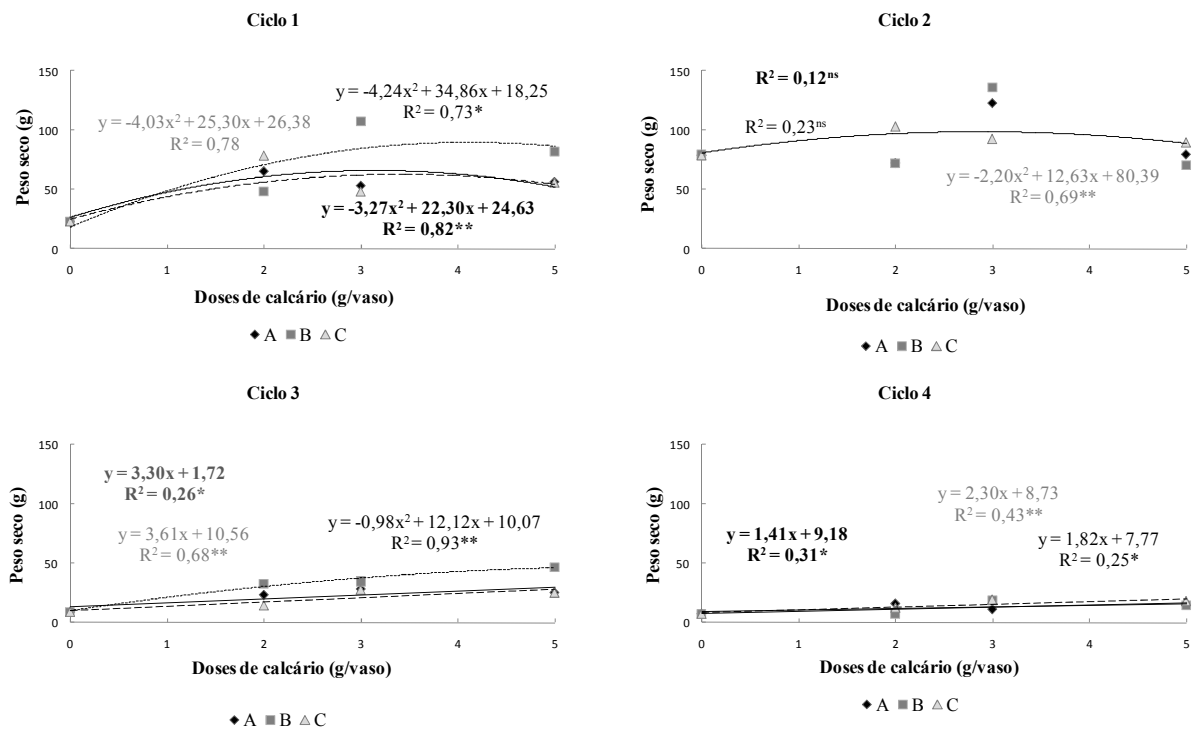 Ciclo 1
Peso seco (g)
150
100
50
0
y = -4,24x² + 34,86x + 18,25
R² = 0,73*
y = -4,03x² + 25,30x + 26,38
R² = 0,78
y = -3,27x² + 22,30x + 24,63
R² = 0,82**
0 1 2 3 4 5
Doses de calcário (g/vaso)
A B C
Ciclo 2
Peso seco (g)
150
100
50
0
R² = 0,12ns
R² = 0,23ns
y = -2,20x² + 12,63x + 80,39
R² = 0,69**
0 1 2 3 4 5
Doses de calcário (g/vaso)
A B C
Ciclo 3
Peso seco (g)
150
100
50
0
y = 3,30x + 1,72
R² = 0,26*
y = 3,61x + 10,56
R² = 0,68**
y = -0,98x² + 12,12x + 10,07
R² = 0,93**
0 1 2 3 4 5
Doses de calcário (g/vaso)
A B C
Ciclo 4
Peso seco (g)
150
100
50
0
y = 2,30x + 8,73
R² = 0,43**
y = 1,41x + 9,18
R² = 0,31*
y = 1,82x + 7,77
R² = 0,25*
0 1 2 3 4 5
Doses de calcário (g/vaso)
A B C